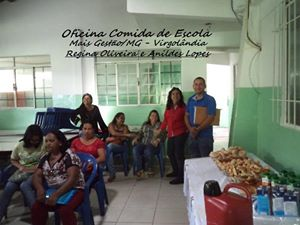 Oficina Comida de Escola
Mais Gestão/MG - Virgolândia
Regina Oliveira e Anildes Lopes